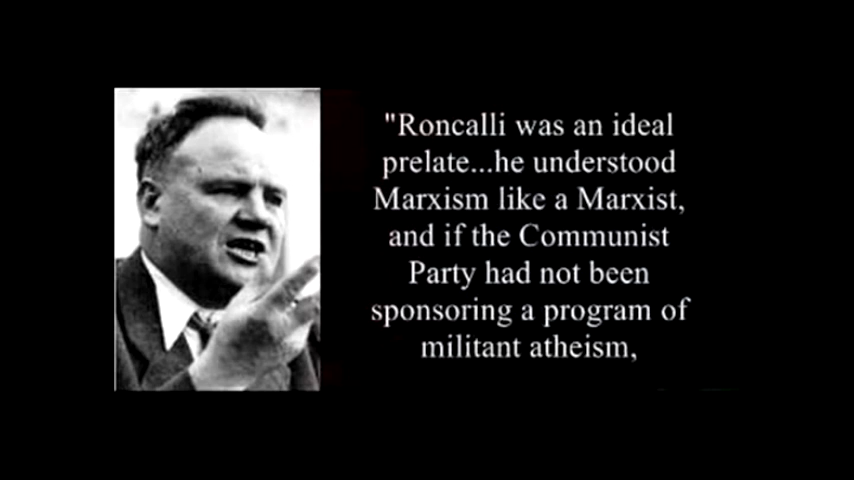 "Roncalli was an ideal
prelate...he understood
Marxism like a Marxist,
and if the Communist
Party had not been
sponsoring a program of
militant atheism,